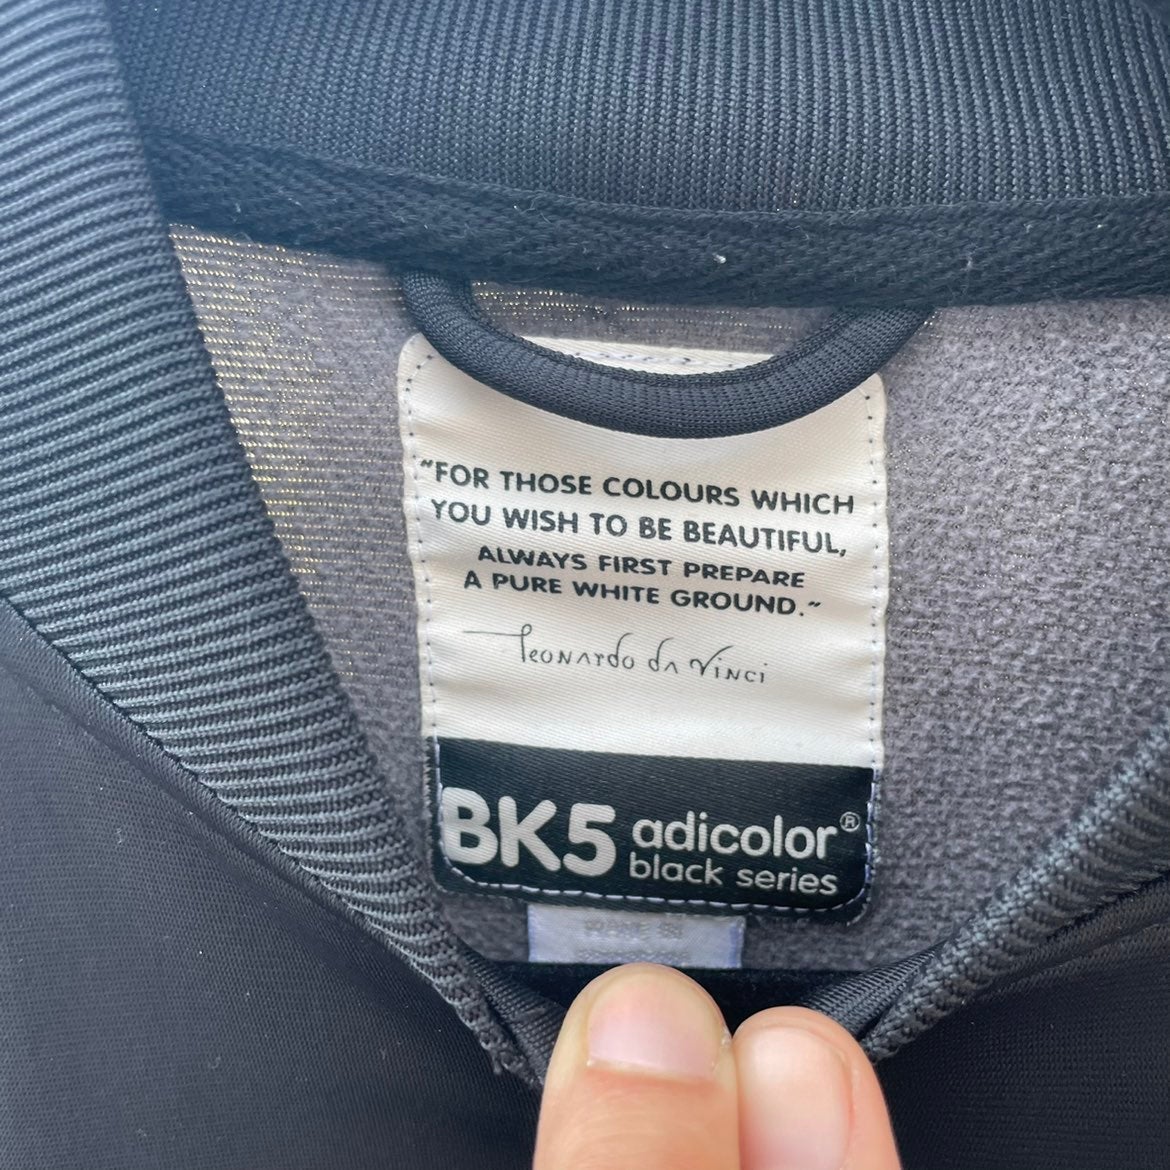 “FOR THOSE COLOURS WHICH
YOU WISH TO BE BEAUTIFUL,
ALWAYS FIRST PREPARE
A PURE WHITE GROUND.”
Leonardo da Vinci
BK5 adicolor®
black series